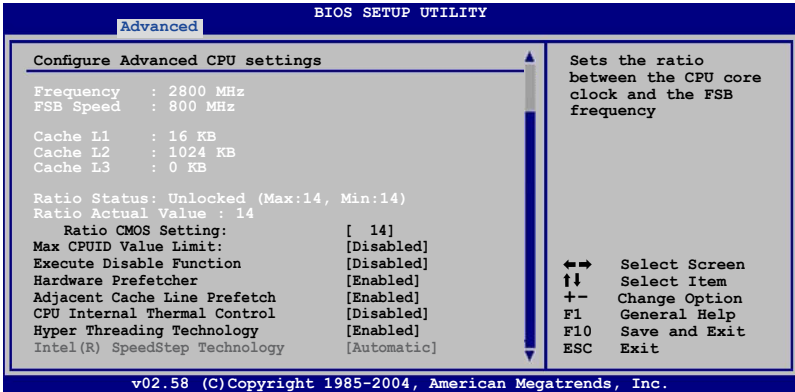 BIOS SETUP UTILITY
Advanced
Configure Advanced CPU settings
Frequency : 2800 MHz
FSB Speed : 800 MHz
Cache L1 : 16 KB
Cache L2 : 1024 KB
Cache L3 : 0 KB
Ratio Status: Unlocked (Max:14, Min:14)
Ratio Actual Value : 14
Ratio CMOS Setting: [ 14]
Max CPUID Value Limit: [Disabled]
Execute Disable Function [Disabled]
Hardware Prefetcher [Enabled]
Adjacent Cache Line Prefetch [Enabled]
CPU Internal Thermal Control [Disabled]
Hyper Threading Technology [Enabled]
Intel(R) SpeedStep Technology [Automatic]
Sets the ratio
between the CPU core
clock and the FSB
frequency
←→ Select Screen
↑↓ Select Item
+- Change Option
F1 General Help
F10 Save and Exit
ESC Exit
v02.58 (C)Copyright 1985-2004, American Megatrends, Inc.